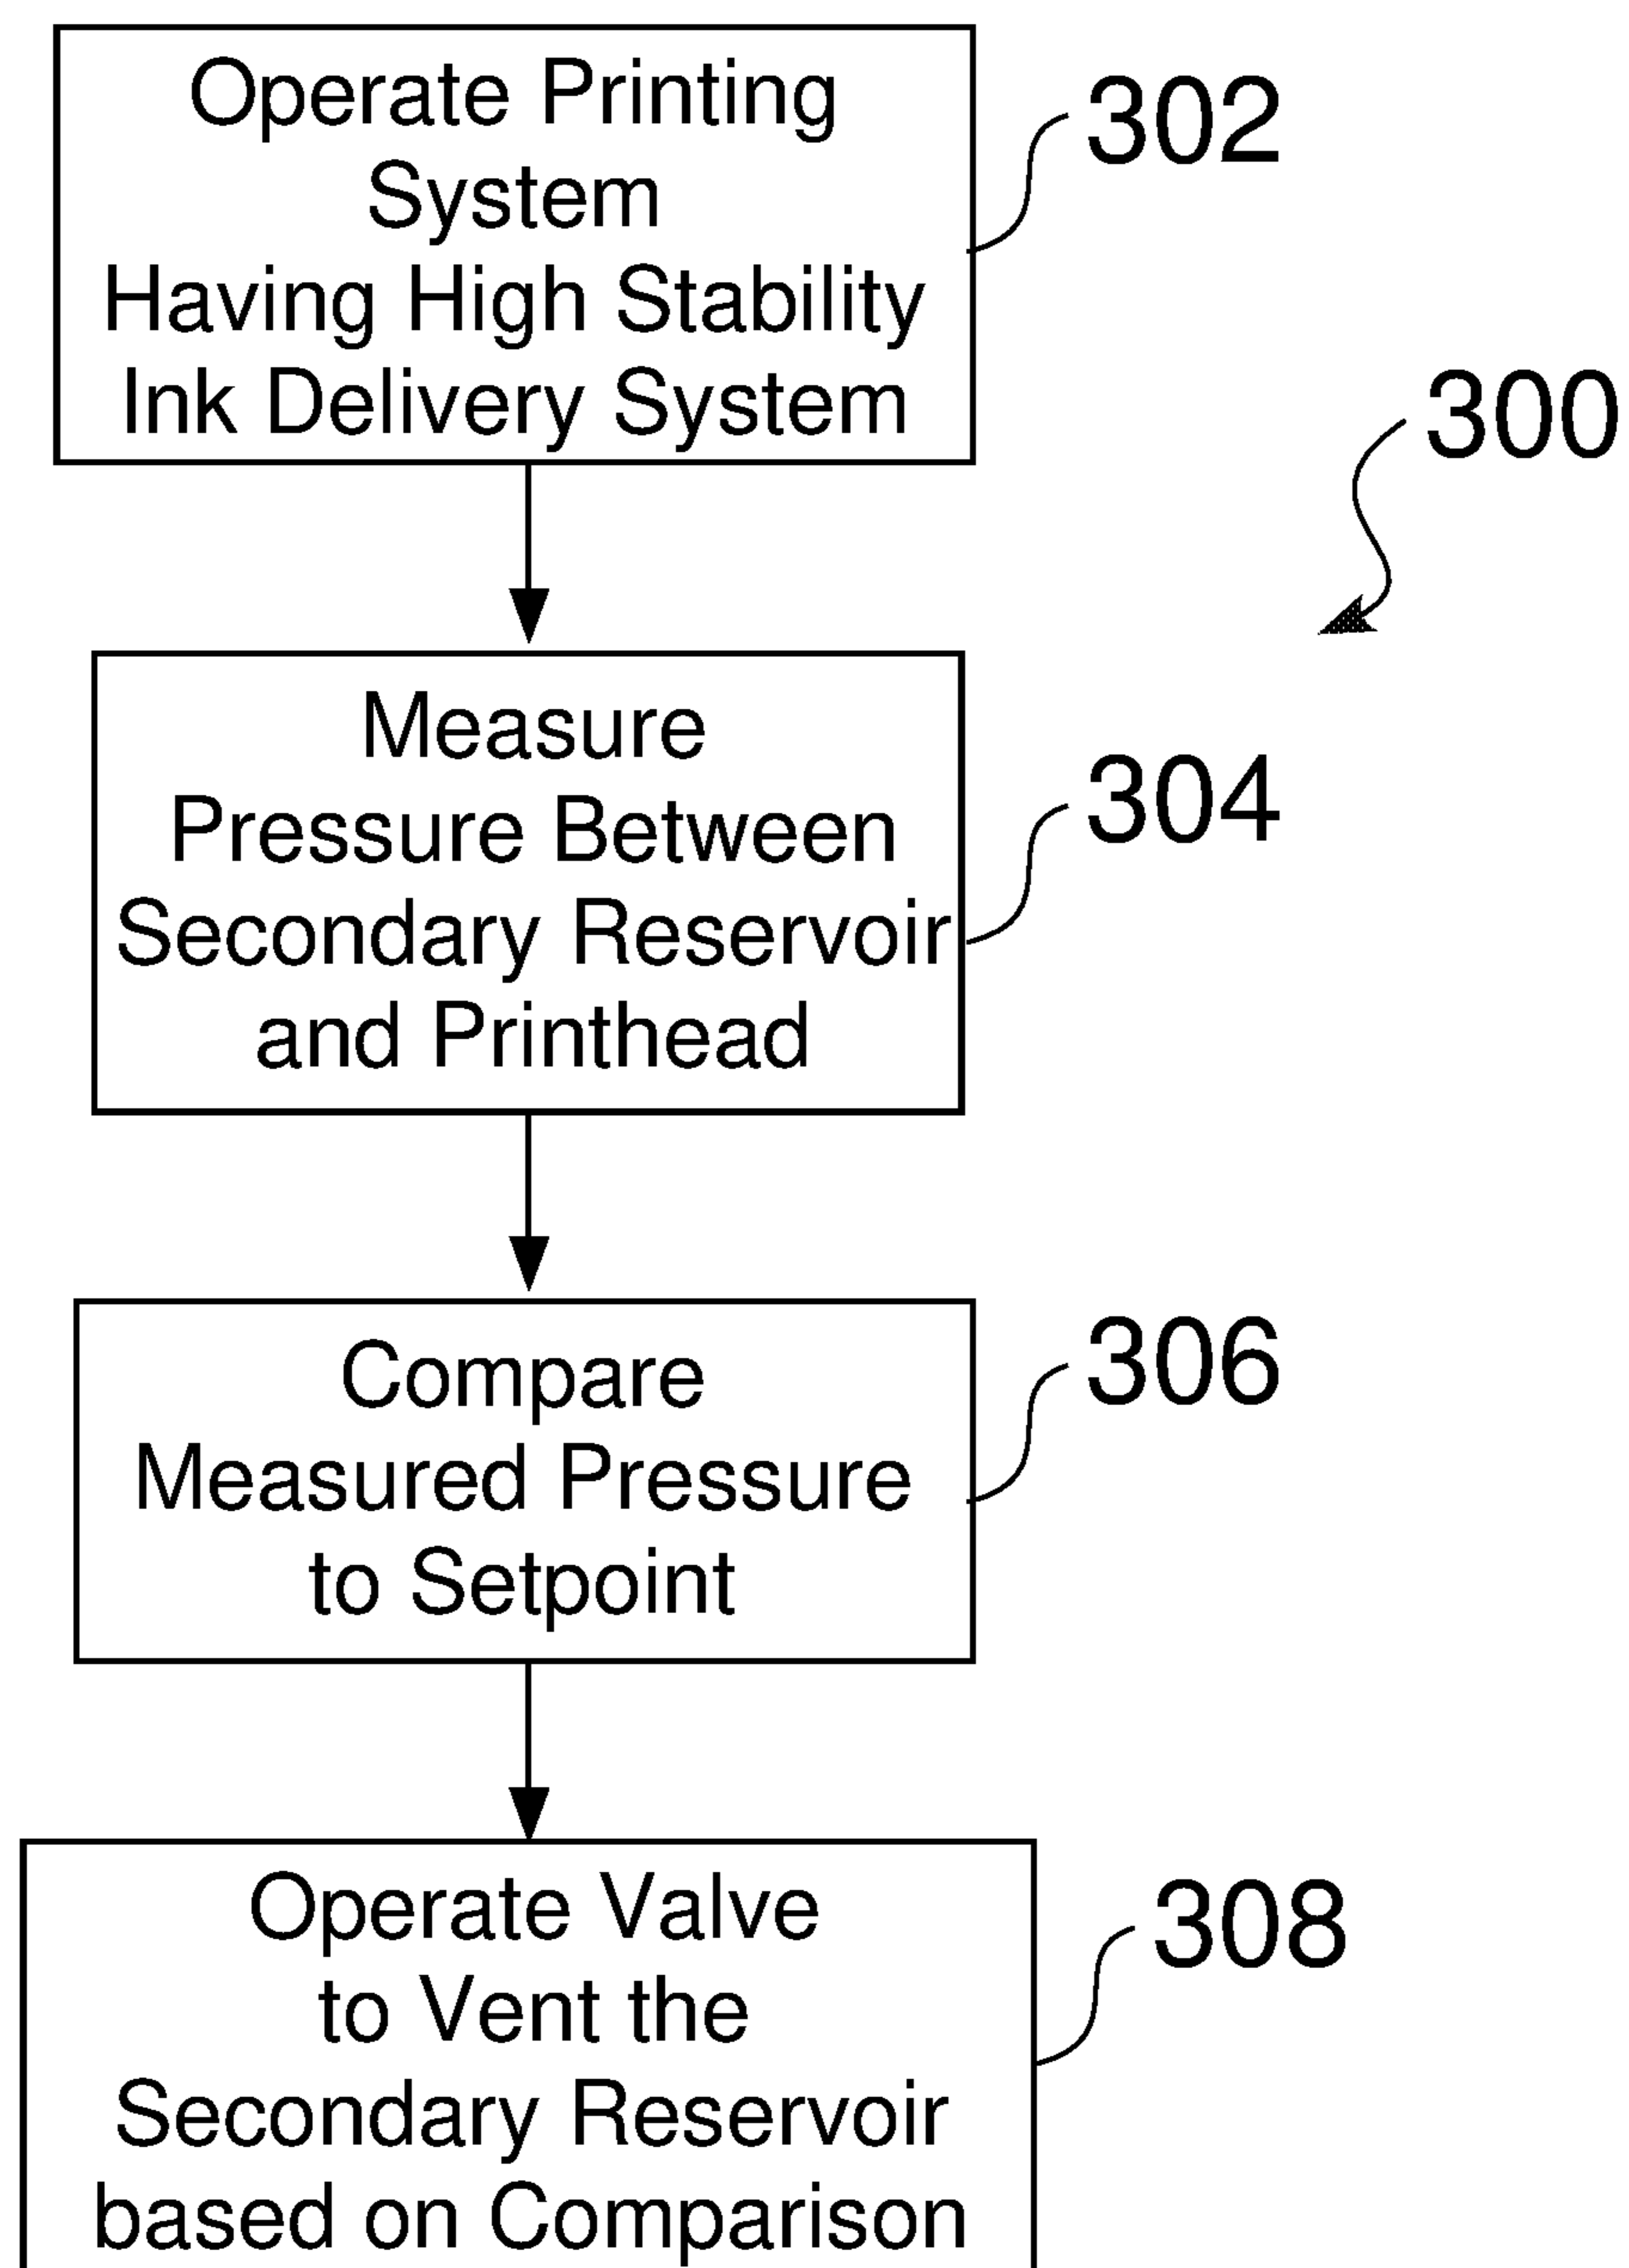 Operate Printing
System
Having High Stability
Ink Delivery System
302
300
Measure
Pressure Between
Secondary Reservoir
and Printhead
304
Compare
Measured Pressure
to Setpoint
306
Operate Valve
to Vent the
Secondary Reservoir
based on Comparison
308